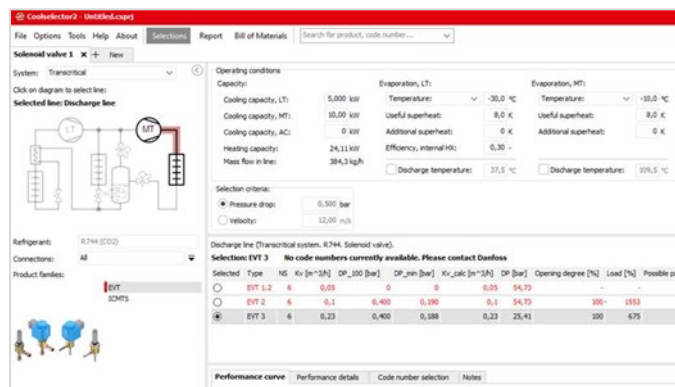 Coolselector2 - Untitled.csprj
File Options Tools Help About Selections Report Bill of Materials Search for product, code number...
Solenoid valve 1 × + New
System: Transcritical
Click on diagram to select line:
Selected line: Discharge line
LT MT
Refrigerant: R744 (CO2)
Connections: All
Product families:
EVT
ICMTS
Operating conditions
Capacity: Evaporation, LT: Evaporation, MT:
Cooling capacity, LT: 5,000 kW Temperature: -30,0 °C Temperature: -10,0 °C
Cooling capacity, MT: 10,00 kW Useful superheat: 8,0 K Useful superheat: 8,0 K
Cooling capacity, AC: 0 kW Additional superheat: 0 K Additional superheat: 0 K
Heating capacity: 24,11 kW Efficiency, internal HX: 0,30 -
Mass flow in line: 384,3 kg/h
Discharge temperature: 37,5 °C Discharge temperature: 109,5 °C
Selection criteria:
Pressure drop: 0,500 bar
Velocity: 12,00 m/s
Discharge line (Transcritical system. R744. Solenoid valve).
Selection: EVT 3 No code numbers currently available. Please contact Danfoss
Selected Type NS Kv [m^3/h] DP_100 [bar] DP_min [bar] Kv_calc [m^3/h] DP [bar] Opening degree [%] Load [%] Possible p
EVT 1.2 6 0,05 0 0 0,05 54,73 - -
EVT 2 6 0,1 0,400 0,190 0,1 54,73 100- 1553
EVT 3 6 0,23 0,400 0,188 0,23 25,41 100 675
Performance curve Performance details Code number selection Notes